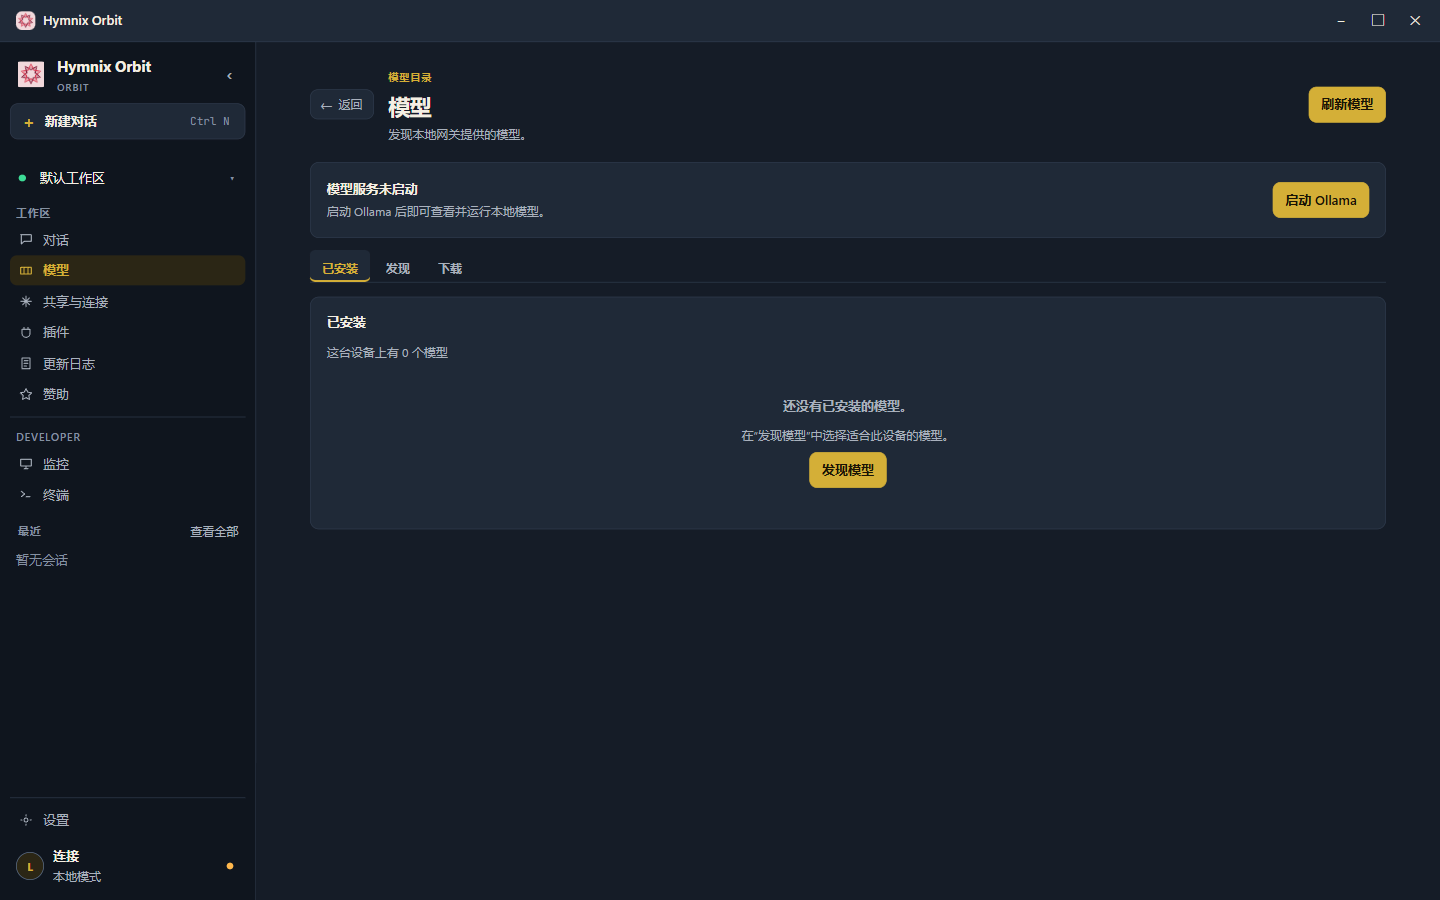 Hymnix Orbit
Hymnix Orbit
ORBIT
+ 新建对话 Ctrl N
默认工作区
工作区
对话
模型
共享与连接
插件
更新日志
赞助
DEVELOPER
监控
终端
最近 查看全部
暂无会话
设置
L
连接
本地模式
← 返回
模型目录
模型
发现本地网关提供的模型。
刷新模型
模型服务未启动
启动 Ollama 后即可查看并运行本地模型。
启动 Ollama
已安装 发现 下载
已安装
这台设备上有 0 个模型
还没有已安装的模型。
在“发现模型”中选择适合此设备的模型。
发现模型